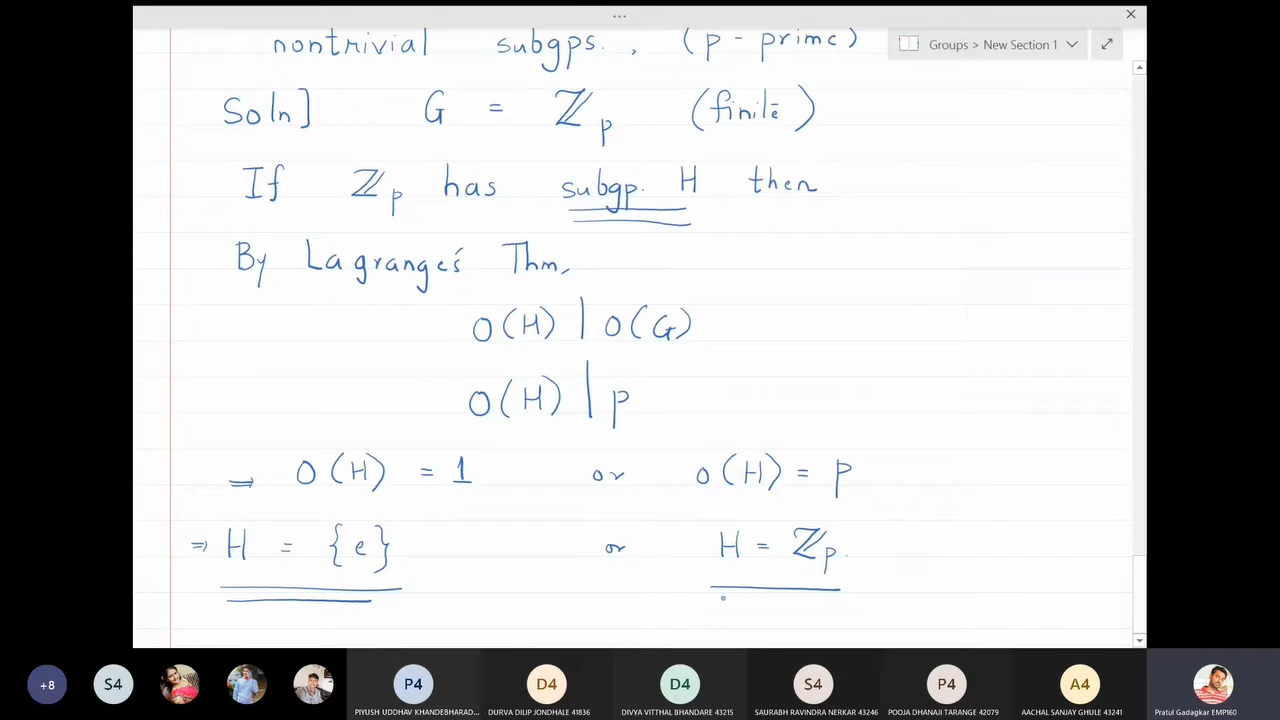 nontrivial subgps. , (p - prime)
Groups > New Section 1
Soln] G = ℤp (finite)
If ℤp has subgp. H then
By Lagrange's Thm,
O(H) | O(G)
O(H) | p
⇒ O(H) = 1 or O(H) = p
⇒ H = {e} or H = ℤp.
+8
S4
P4
D4
D4
S4
P4
A4
PIYUSH UDDHAV KHANDEBHARAD...
DURVA DILIP JONDHALE 41836
DIVYA VITTHAL BHANDARE 43215
SAURABH RAVINDRA NERKAR 43246
POOJA DHANAJI TARANGE 42079
AACHAL SANJAY GHULE 43241
Pratul Gadagkar EMP160